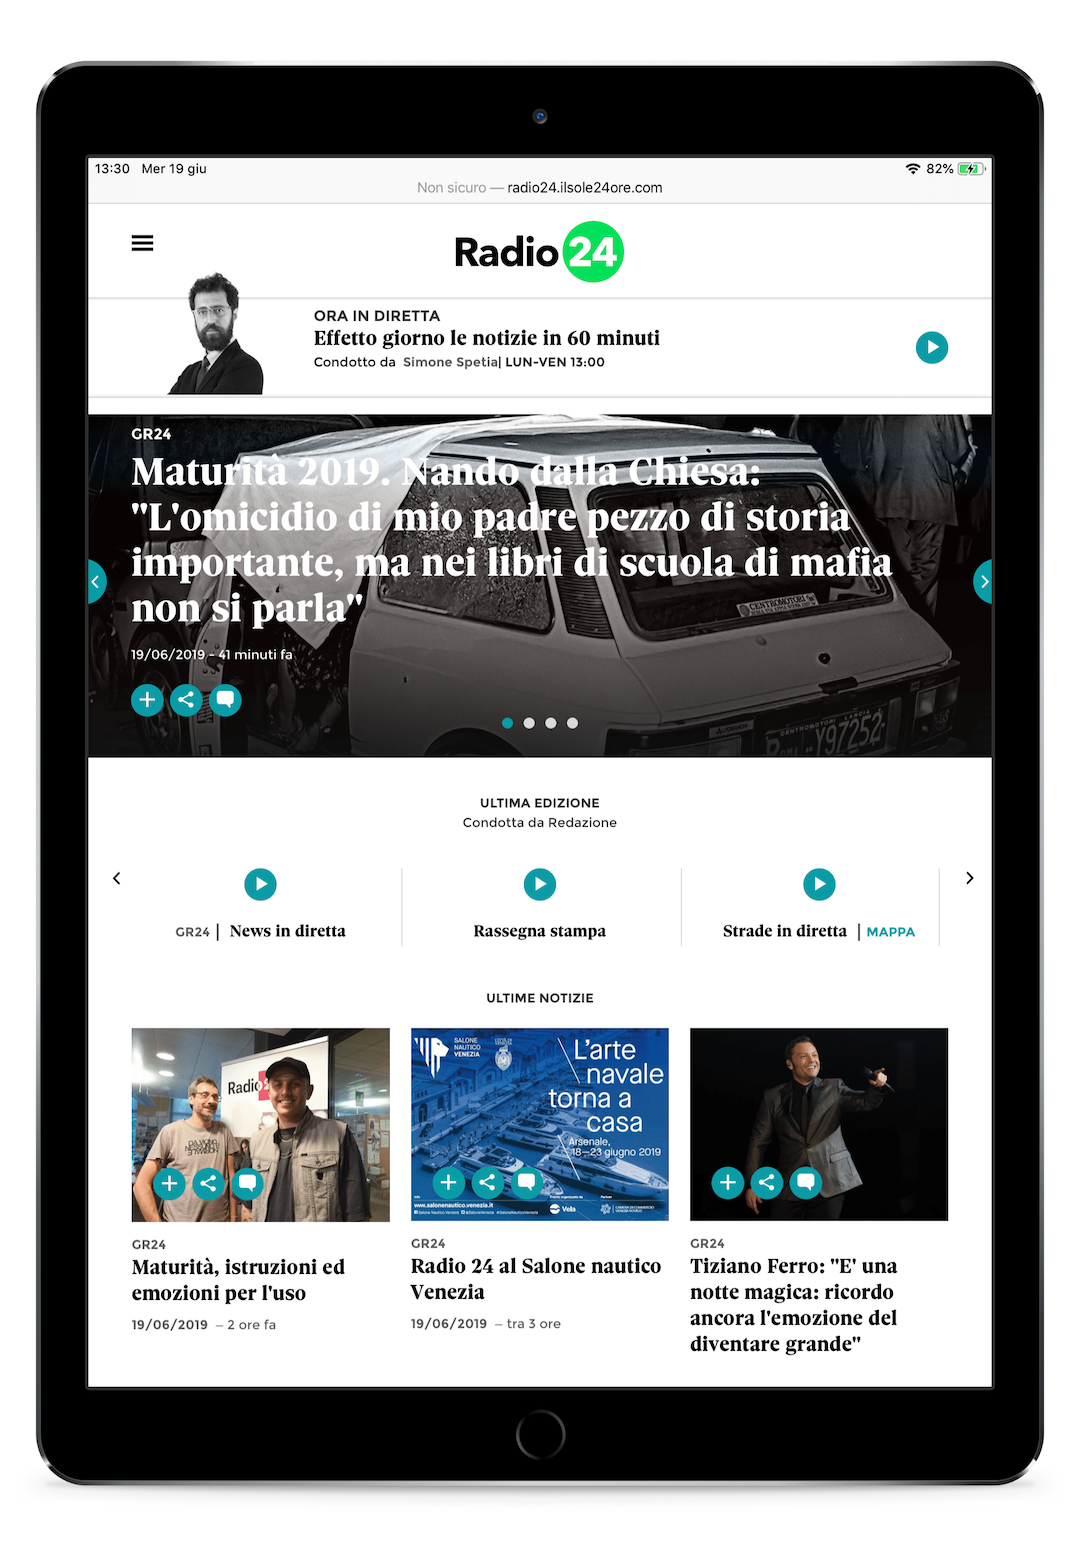 13:30 Mer 19 giu 82%
Non sicuro — radio24.ilsole24ore.com
Radio 24
ORA IN DIRETTA
Effetto giorno le notizie in 60 minuti
Condotto da Simone Spetia| LUN-VEN 13:00
GR24
Maturità 2019. Nando dalla Chiesa:
"L'omicidio di mio padre pezzo di storia
importante, ma nei libri di scuola di mafia
non si parla"
19/06/2019 - 41 minuti fa
CENTROMOTORI
CENTROMOTORI LANCIA
Y97252
ULTIMA EDIZIONE
Condotta da Redazione
GR24 | News in diretta
Rassegna stampa
Strade in diretta | MAPPA
ULTIME NOTIZIE
Radio
SALONE
NAUTICO
VENEZIA
L'arte
navale
torna a
casa
Arsenale,
18—23 giugno 2019
www.salonenautico.venezia.it
Vela
GR24
Maturità, istruzioni ed
emozioni per l'uso
19/06/2019 – 2 ore fa
GR24
Radio 24 al Salone nautico
Venezia
19/06/2019 – tra 3 ore
GR24
Tiziano Ferro: "E' una
notte magica: ricordo
ancora l'emozione del
diventare grande"